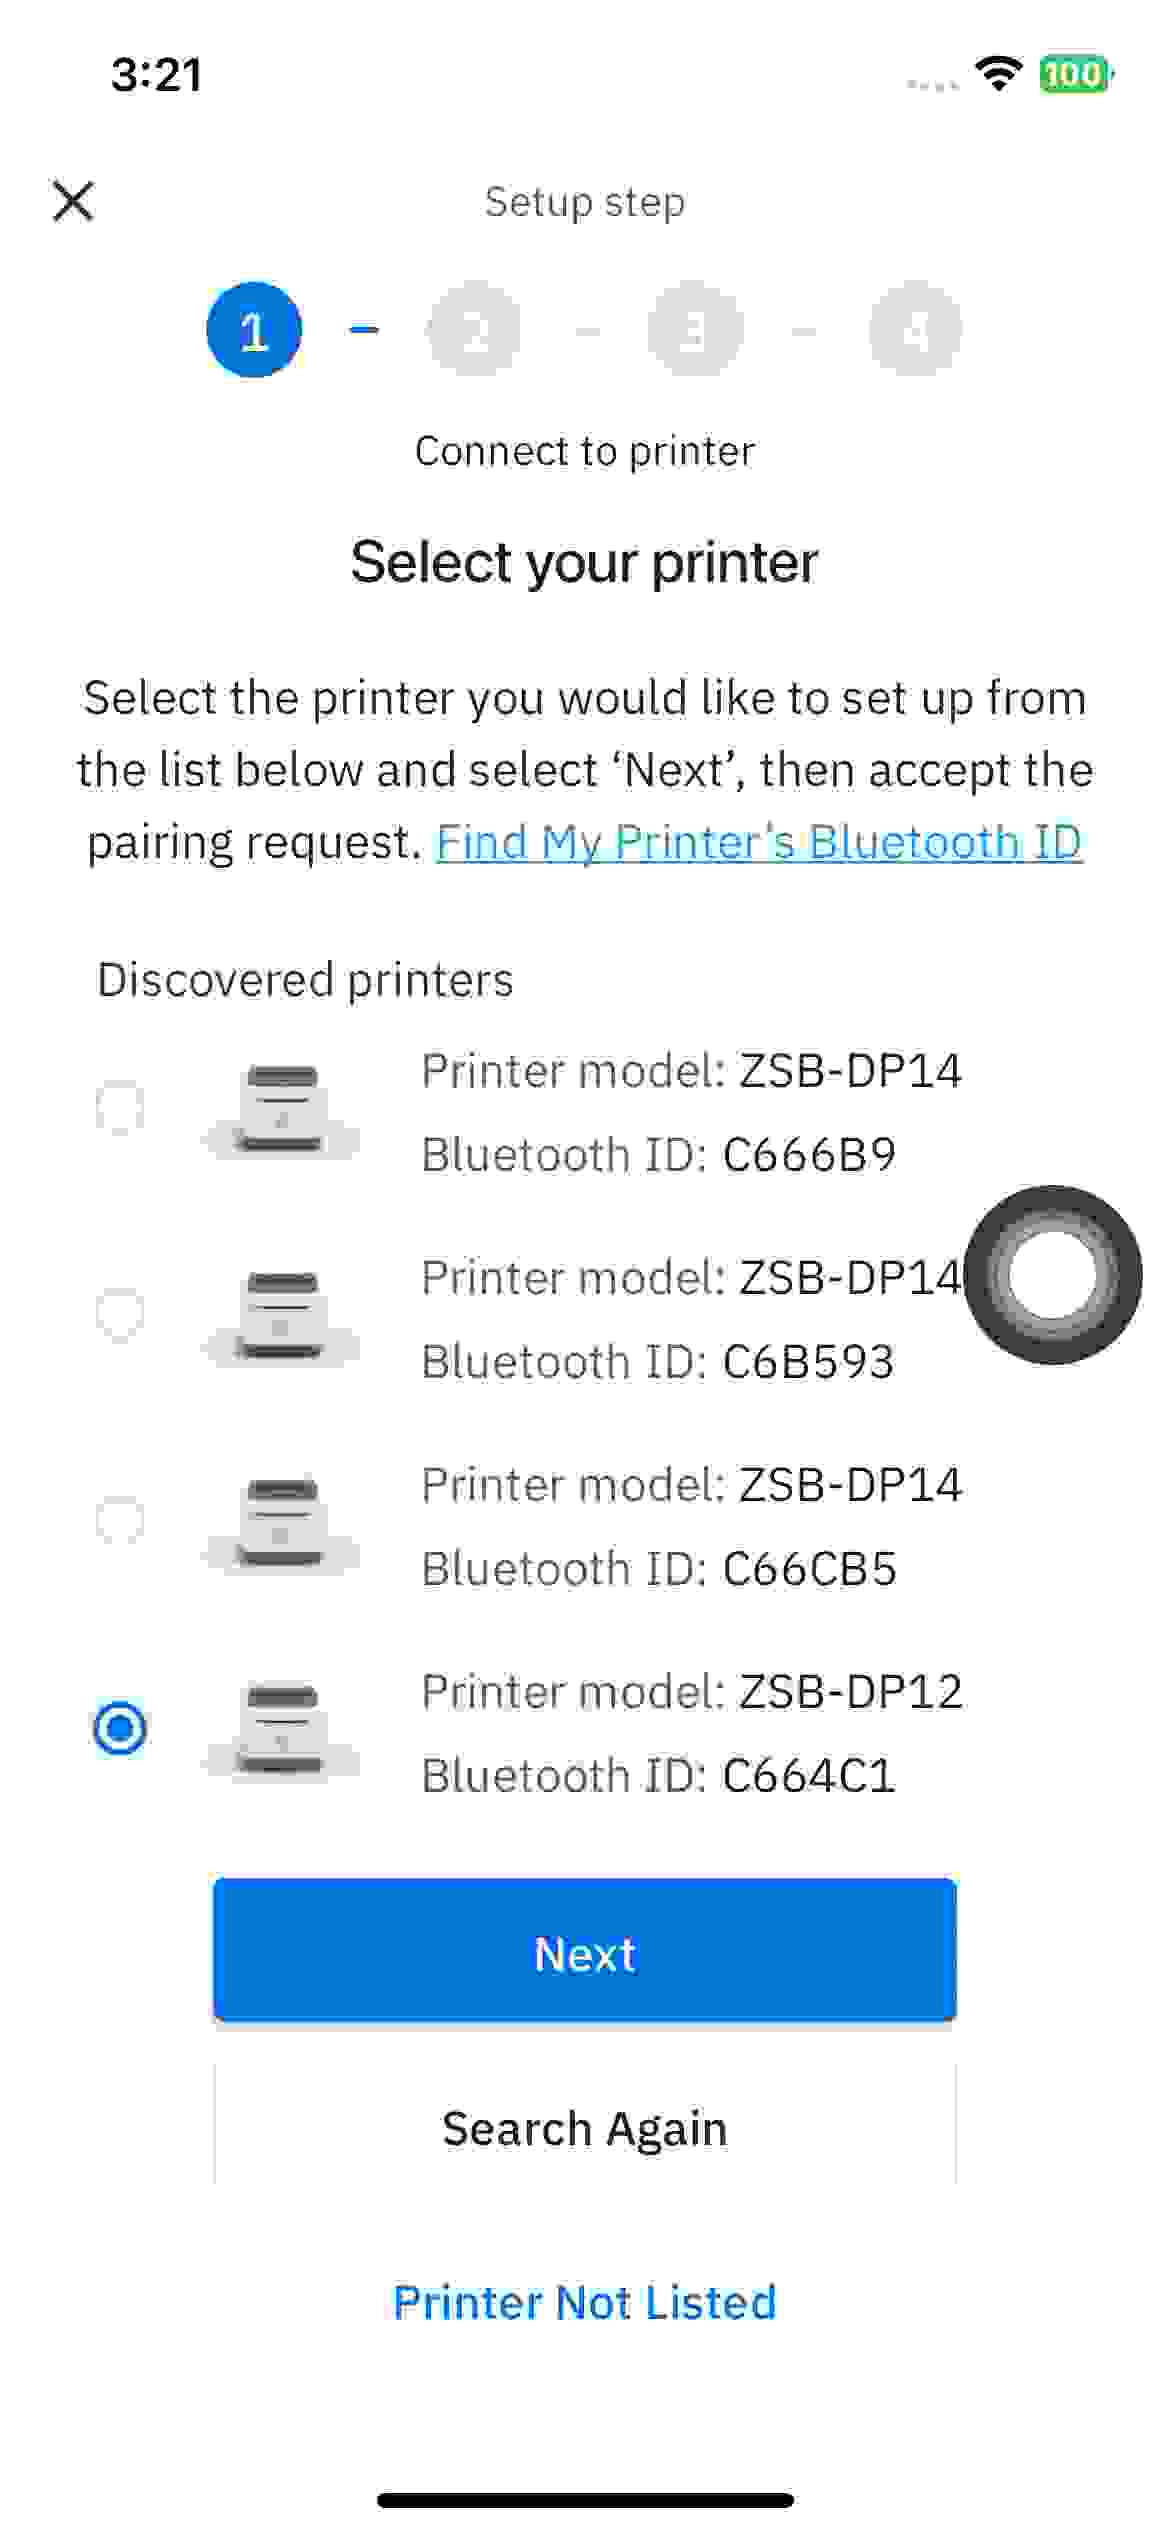 3:21
100
Setup step
1
2
3
4
Connect to printer
Select your printer
Select the printer you would like to set up from
the list below and select ‘Next’, then accept the
pairing request. Find My Printer's Bluetooth ID
Discovered printers
Printer model: ZSB-DP14
Bluetooth ID: C666B9
Printer model: ZSB-DP14
Bluetooth ID: C6B593
Printer model: ZSB-DP14
Bluetooth ID: C66CB5
Printer model: ZSB-DP12
Bluetooth ID: C664C1
Next
Search Again
Printer Not Listed